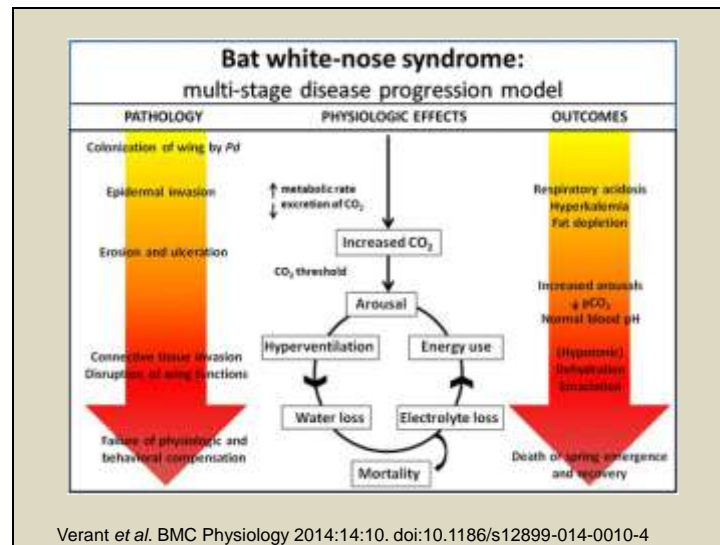 Bat white-nose syndrome:
multi-stage disease progression model
PATHOLOGY
PHYSIOLOGIC EFFECTS
OUTCOMES
Colonization of wing by Pd
Epidermal invasion
Erosion and ulceration
Connective tissue invasion
Disruption of wing functions
Failure of physiologic and
behavioral compensation
↑ metabolic rate
↓ excretion of CO₂
Increased CO₂
CO₂ threshold
Arousal
Hyperventilation
Energy use
Water loss
Electrolyte loss
Mortality
Respiratory acidosis
Hyperkalemia
Fat depletion
Increased arousals
↓ pCO₂
Normal blood pH
(Hypotonic)
Dehydration
Emaciation
Death or spring emergence
and recovery
Verant et al. BMC Physiology 2014:14:10. doi:10.1186/s12899-014-0010-4